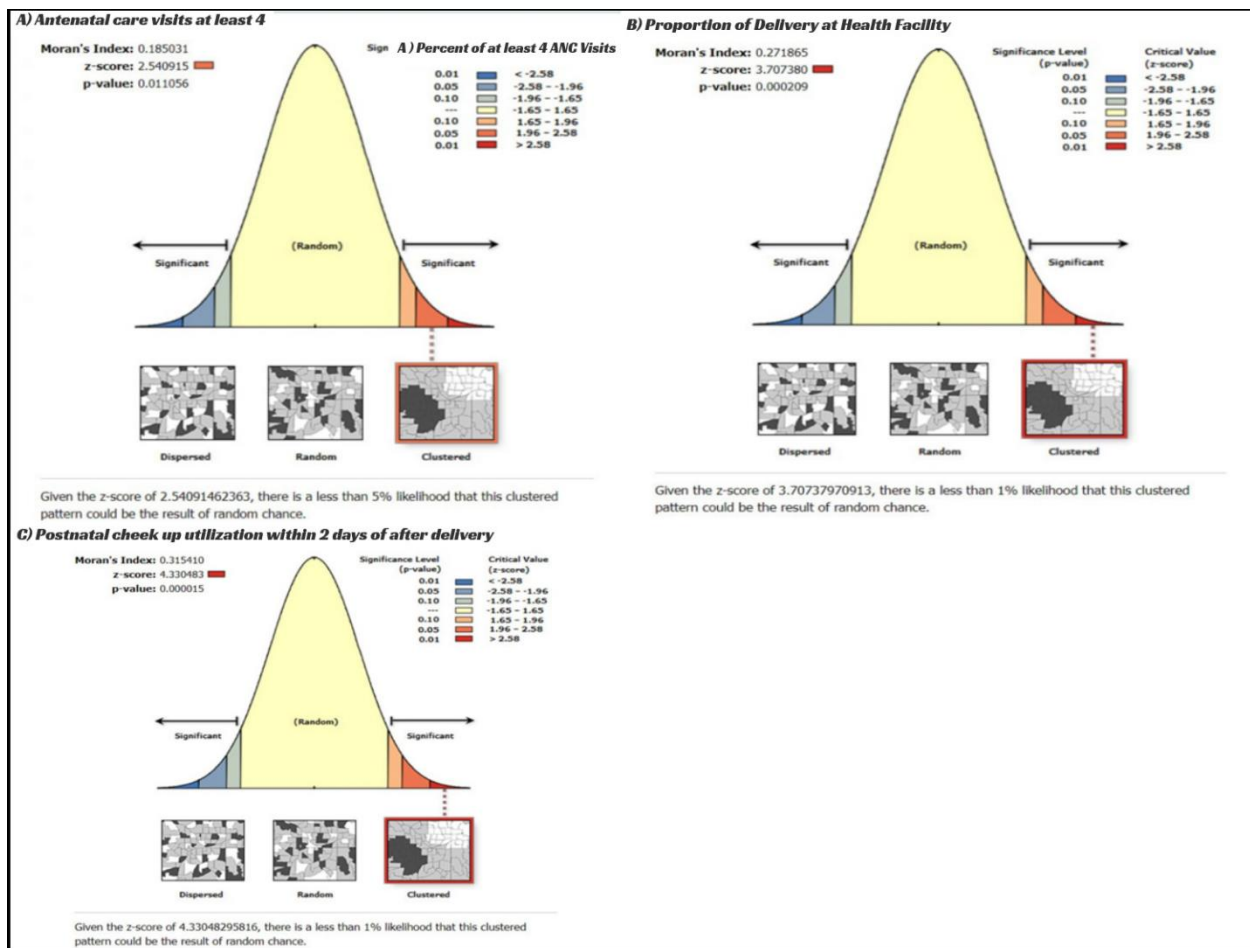 A) Antenatal care visits at least 4
Moran's Index: 0.185031
z-score: 2.540915
p-value: 0.011056
Sign
A ) Percent of at least 4 ANC Visits
0.01 < -2.58
0.05 -2.58 - -1.96
0.10 -1.96 - -1.65
--- -1.65 - 1.65
0.10 1.65 - 1.96
0.05 1.96 - 2.58
0.01 > 2.58
(Random)
Significant
Significant
Dispersed
Random
Clustered
Given the z-score of 2.54091462363, there is a less than 5% likelihood that this clustered
pattern could be the result of random chance.
B) Proportion of Delivery at Health Facility
Moran's Index: 0.271865
z-score: 3.707380
p-value: 0.000209
Significance Level Critical Value
(p-value) (z-score)
0.01 < -2.58
0.05 -2.58 - -1.96
0.10 -1.96 - -1.65
--- -1.65 - 1.65
0.10 1.65 - 1.96
0.05 1.96 - 2.58
0.01 > 2.58
(Random)
Significant
Significant
Dispersed
Random
Clustered
Given the z-score of 3.70737970913, there is a less than 1% likelihood that this clustered
pattern could be the result of random chance.
C) Postnatal cheek up utilization within 2 days of after delivery
Moran's Index: 0.315410
z-score: 4.330483
p-value: 0.000015
Significance Level Critical Value
(p-value) (z-score)
0.01 < -2.58
0.05 -2.58 - -1.96
0.10 -1.96 - -1.65
--- -1.65 - 1.65
0.10 1.65 - 1.96
0.05 1.96 - 2.58
0.01 > 2.58
(Random)
Significant
Significant
Dispersed
Random
Clustered
Given the z-score of 4.33048295816, there is a less than 1% likelihood that this clustered
pattern could be the result of random chance.